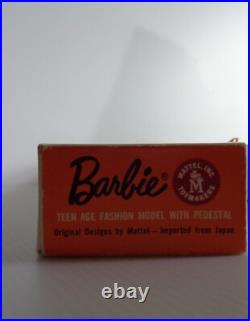 Barbie®
MATTEL, INC.
M
TOYMAKERS
TEEN AGE FASHION MODEL WITH PEDESTAL
Original Designs by Mattel — Imported from Japan